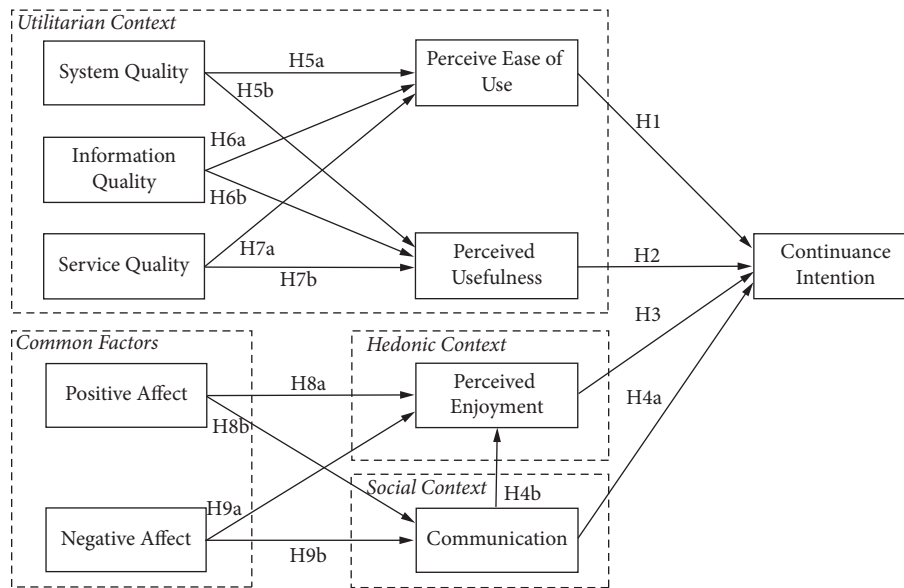 Utilitarian Context
System Quality
H5a
Perceive Ease of
Use
H5b
H1
Information
Quality
H6a
H6b
Service Quality
H7a
H7b
Perceived
Usefulness
H2
Continuance
Intention
H3
Common Factors
Positive Affect
H8a
H8b
Hedonic Context
Perceived
Enjoyment
H4a
Negative Affect
H9a
H9b
Social Context
H4b
Communication